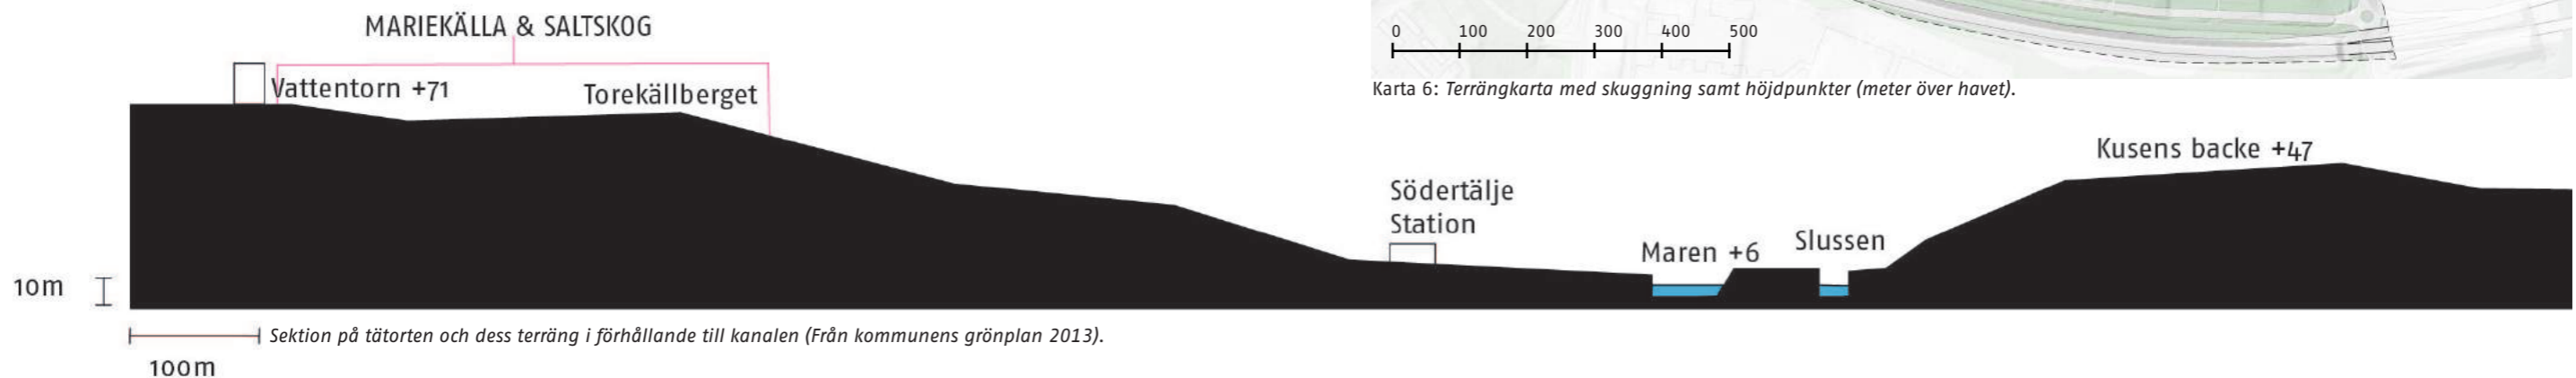 MARIEKÄLLA & SALTSKOG
0 100 200 300 400 500
Karta 6: Terrängkarta med skuggning samt höjdpunkter (meter över havet).
Vattentorn +71
Torekällberget
Kusens backe +47
Södertälje
Station
Maren +6
Slussen
10m
Sektion på tätorten och dess terräng i förhållande till kanalen (Från kommunens grönplan 2013).
100m